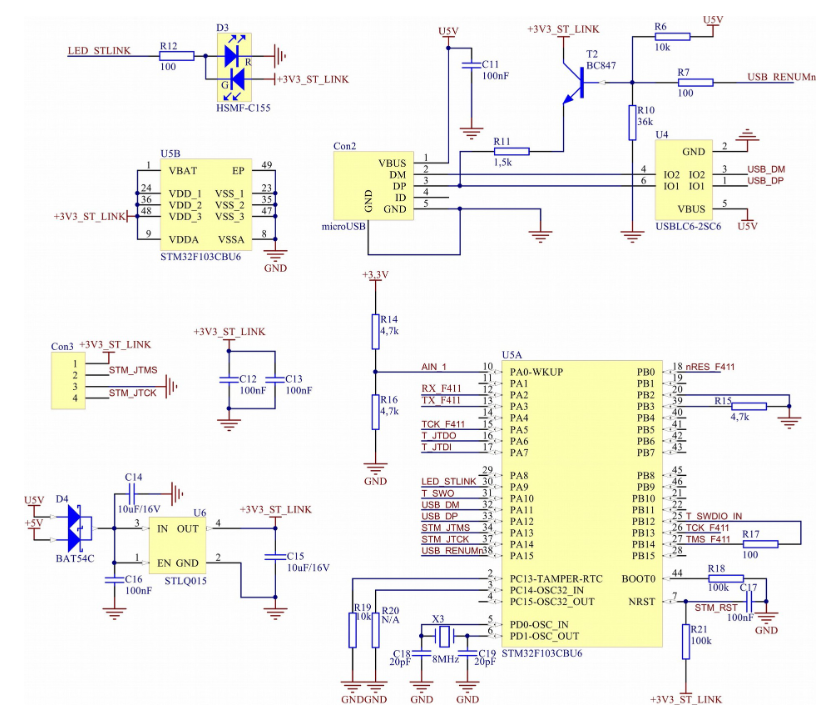 D3
LED_STLINK
R12
100
R
G
+3V3_ST_LINK
HSMF-C155
U5V
C11
100nF
+3V3_ST_LINK
T2
BC847
R6
10k
U5V
R7
100
USB_RENUMn
R10
36k
R11
1,5k
U5B
1 VBAT EP 49
24 VDD_1 VSS_1 23
36 VDD_2 VSS_2 35
48 VDD_3 VSS_3 47
9 VDDA VSSA 8
+3V3_ST_LINK
STM32F103CBU6
GND
Con2
VBUS 1
DM 2
DP 3
ID 4
GND 5
GND
microUSB
U4
GND 2
4 IO2 IO2 3 USB_DM
6 IO1 IO1 1 USB_DP
VBUS 5
U5V
USBLC6-2SC6
+3,3V
R14
4,7k
R16
4,7k
GND
Con3
+3V3_ST_LINK
1
2 STM_JTMS
3
4 STM_JTCK
+3V3_ST_LINK
C12
100nF
C13
100nF
U5A
AIN_1 10 PA0-WKUP PB0 18 nRES_F411
11 PA1 PB1 19
RX_F411 12 PA2 PB2 20
TX_F411 13 PA3 PB3 39
14 PA4 PB4 40
TCK_F411 15 PA5 PB5 41
T_JTDO 16 PA6 PB6 42
T_JTDI 17 PA7 PB7 43
29 PA8 PB8 45
LED_STLINK 30 PA9 PB9 46
T_SWO 31 PA10 PB10 21
USB_DM 32 PA11 PB11 22
USB_DP 33 PA12 PB12 25 T_SWDIO_IN
STM_JTMS 34 PA13 PB13 26 TCK_F411
STM_JTCK 37 PA14 PB14 27 TMS_F411
USB_RENUMn 38 PA15 PB15 28
2 PC13-TAMPER-RTC BOOT0 44
3 PC14-OSC32_IN
4 PC15-OSC32_OUT NRST 7
5 PD0-OSC_IN
6 PD1-OSC_OUT
STM32F103CBU6
R15
4,7k
R17
100
R18
100k
C17
100nF
STM_RST
GND
R21
100k
+3V3_ST_LINK
C14
10uF/16V
U5V
+5V
D4
BAT54C
U6
3 IN OUT 4
1 EN GND 2
STLQ015
+3V3_ST_LINK
C15
10uF/16V
C16
100nF
R19
10k
R20
N/A
X3
8MHz
C18
20pF
C19
20pF
GND
GND
GND
GND